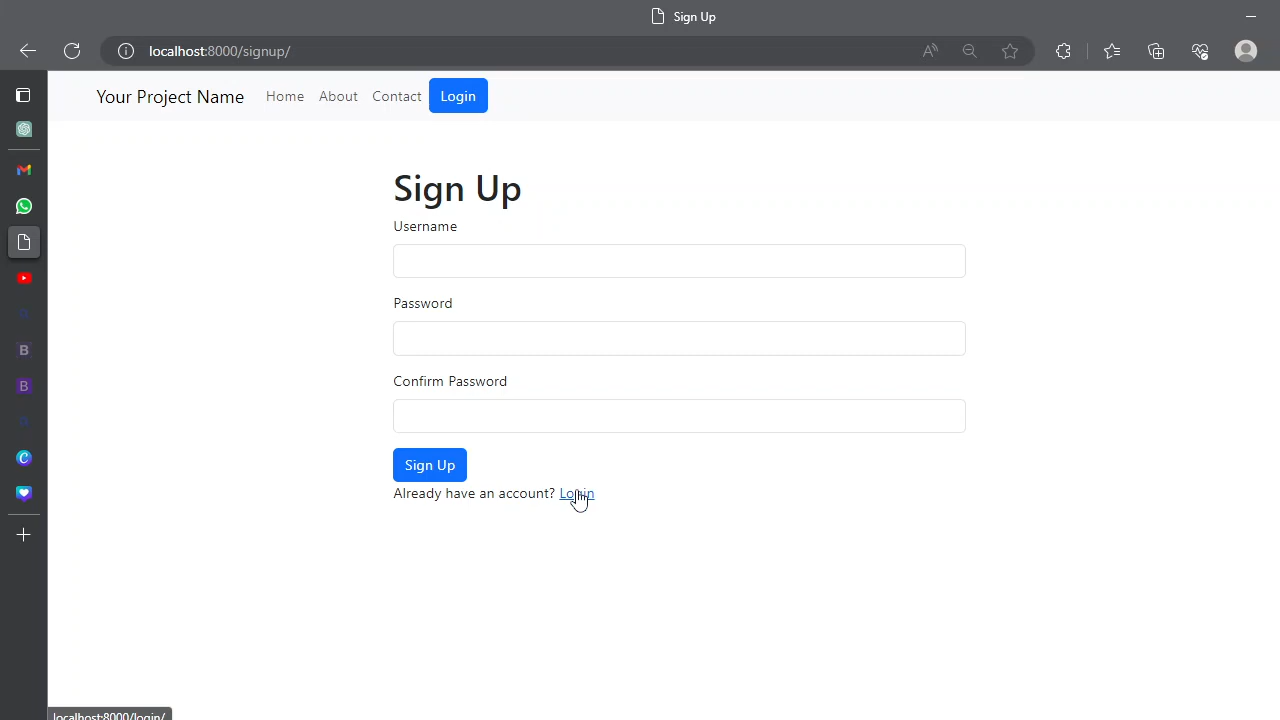 Sign Up
localhost:8000/signup/
Your Project Name Home About Contact Login
Sign Up
Username
Password
Confirm Password
Sign Up
Already have an account? Login
localhost:8000/login/